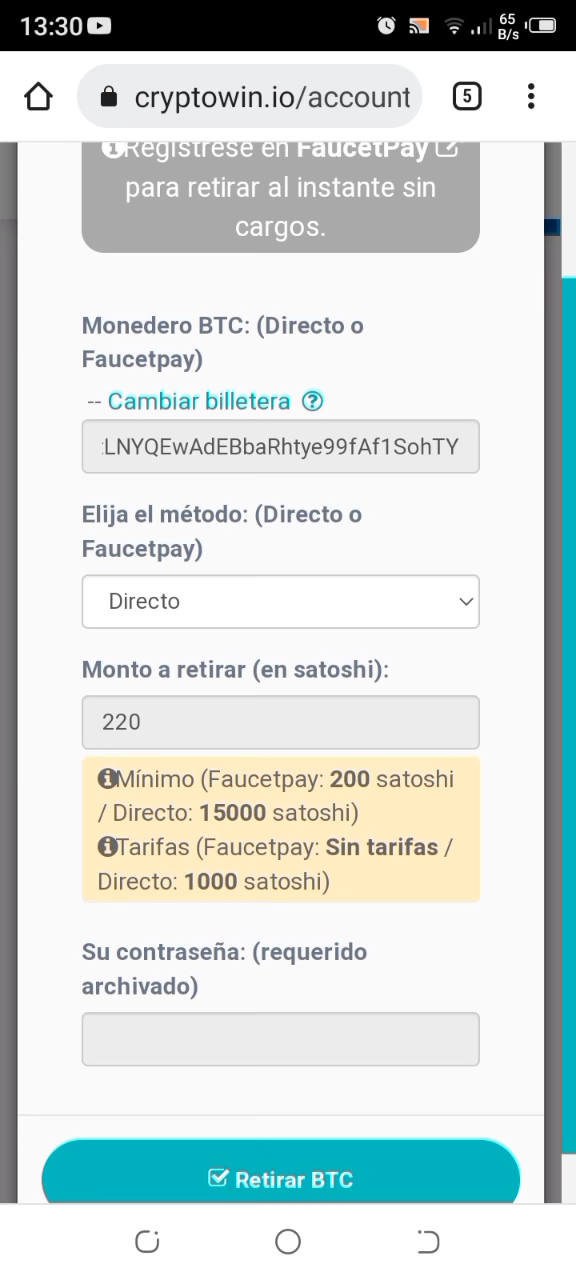 13:30
65 B/s
cryptowin.io/account
5
Regístrese en FaucetPay
para retirar al instante sin
cargos.
Monedero BTC: (Directo o
Faucetpay)
-- Cambiar billetera
LNYQEwAdEBbaRhtye99fAf1SohTY
Elija el método: (Directo o
Faucetpay)
Directo
Monto a retirar (en satoshi):
220
Mínimo (Faucetpay: 200 satoshi
/ Directo: 15000 satoshi)
Tarifas (Faucetpay: Sin tarifas /
Directo: 1000 satoshi)
Su contraseña: (requerido
archivado)
Retirar BTC